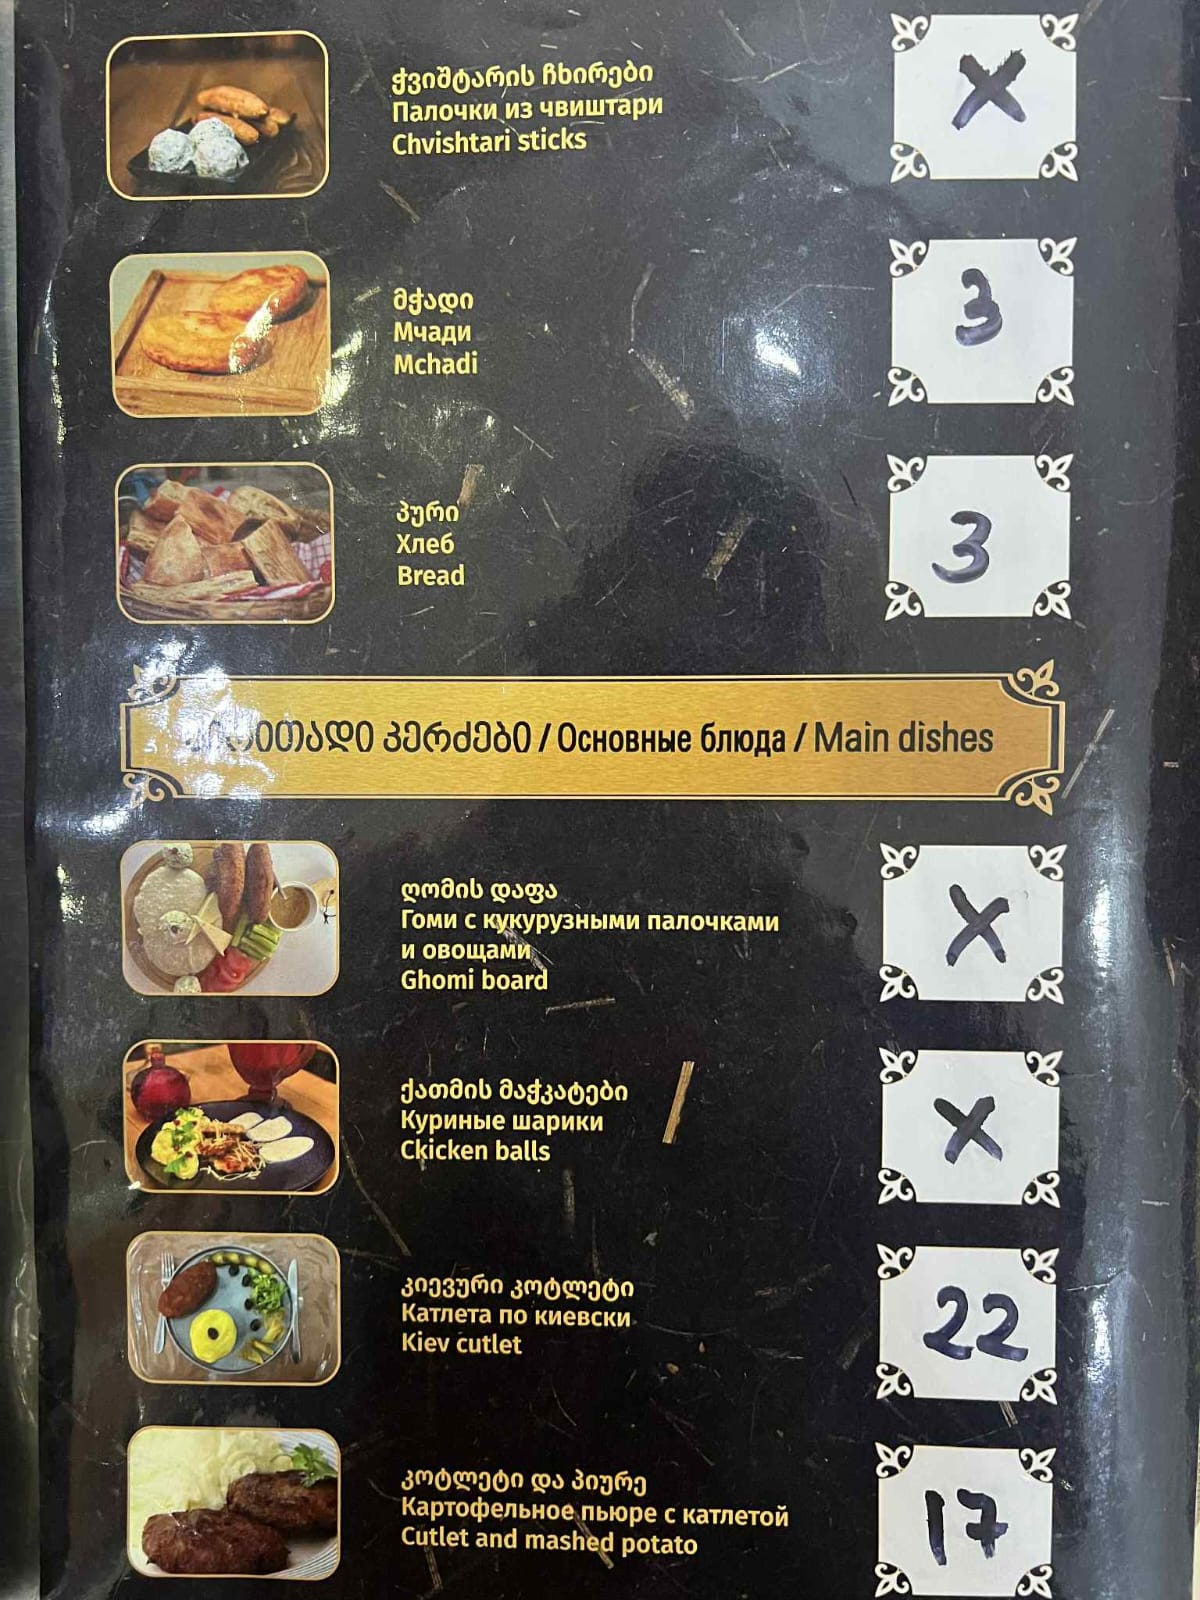 ჭვიშტარის ჩხირები
Палочки из чвиштари
Chvishtari sticks
X
მჭადი
Мчади
Mchadi
3
პური
Хлеб
Bread
3
კერძები / Основные блюда / Main dishes
ღომის დაფა
Гоми с кукурузными палочками
и овощами
Ghomi board
X
ქათმის მაჭკატები
Куриные шарики
Ckicken balls
X
კიევური კოტლეტი
Катлета по киевски
Kiev cutlet
22
კოტლეტი და პიურე
Картофельное пьюре с катлетой
Cutlet and mashed potato
17